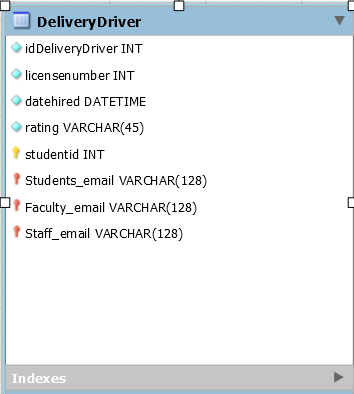 DeliveryDriver
idDeliveryDriver INT
licensenumber INT
datehired DATETIME
rating VARCHAR(45)
studentid INT
Students_email VARCHAR(128)
Faculty_email VARCHAR(128)
Staff_email VARCHAR(128)
Indexes